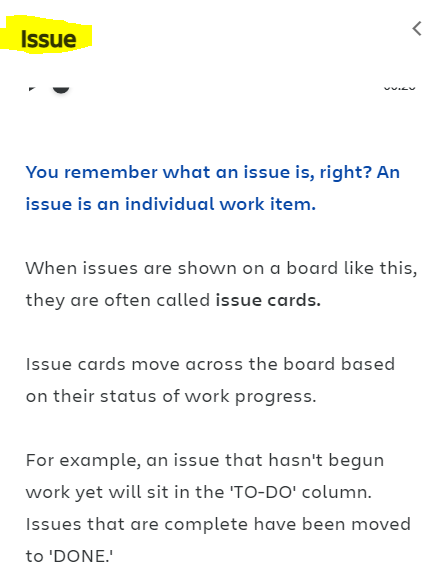 Issue
You remember what an issue is, right? An
issue is an individual work item.
When issues are shown on a board like this,
they are often called issue cards.
Issue cards move across the board based
on their status of work progress.
For example, an issue that hasn't begun
work yet will sit in the 'TO-DO' column.
Issues that are complete have been moved
to 'DONE.'